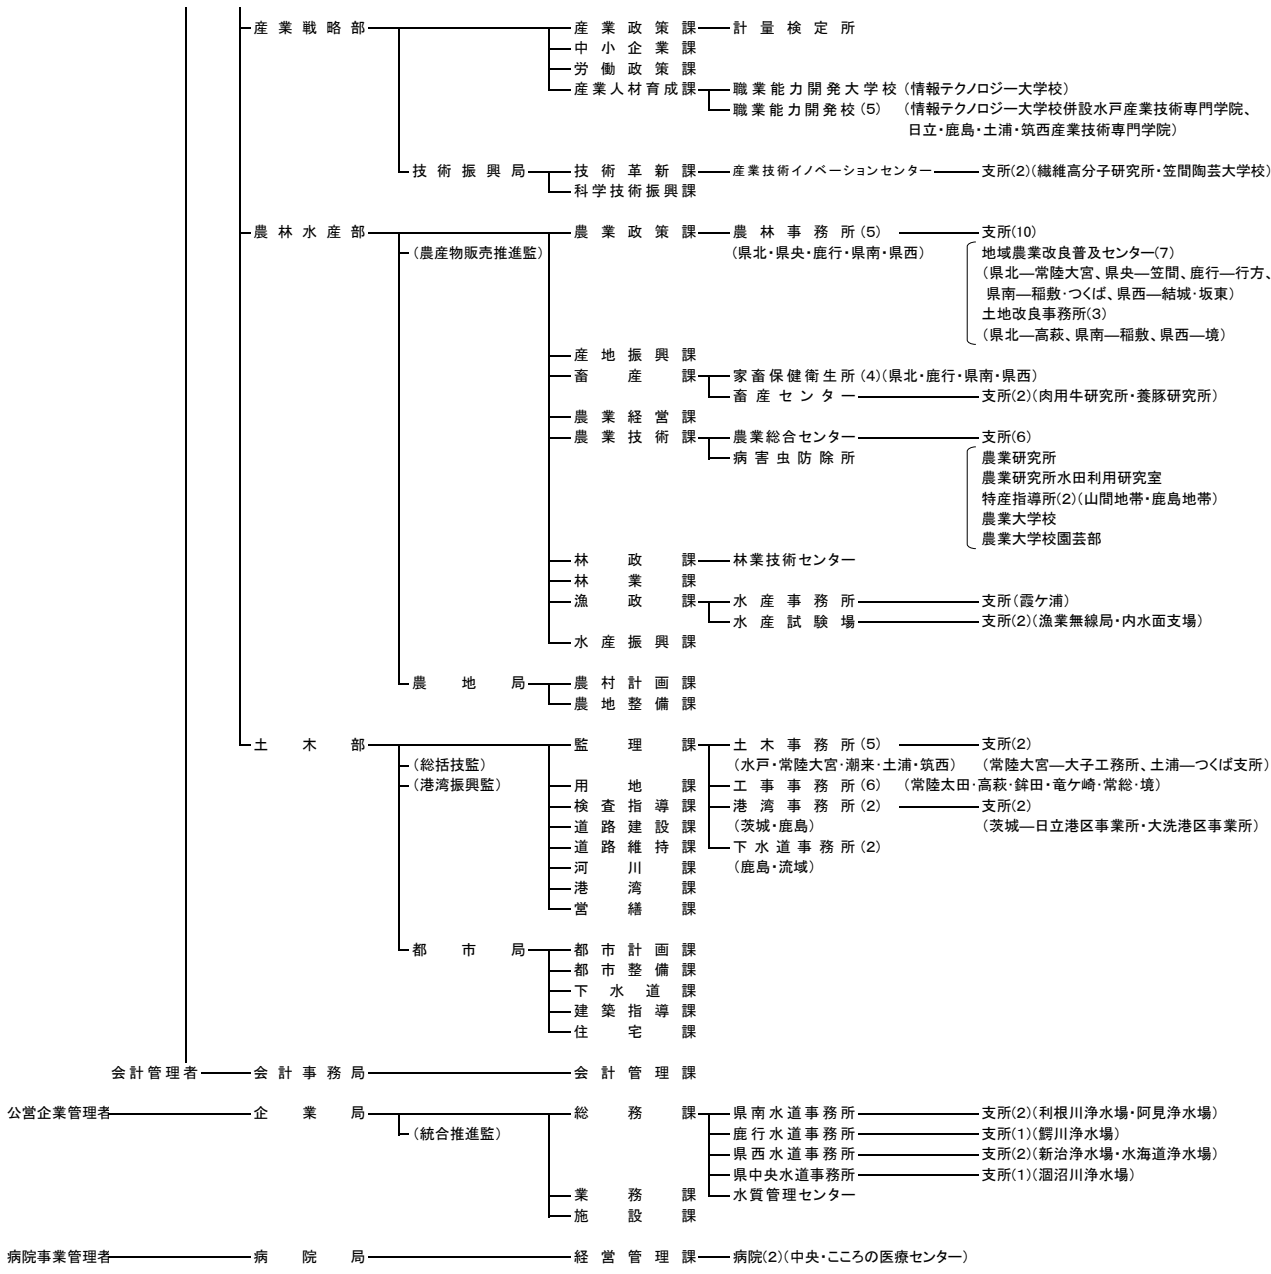 産業戦略部 産業政策課 計量検定所
中小企業課
労働政策課
産業人材育成課 職業能力開発大学校(情報テクノロジー大学校)
職業能力開発校(5) (情報テクノロジー大学校併設水戸産業技術専門学院、
日立・鹿島・土浦・筑西産業技術専門学院)
技術振興局 技術革新課 産業技術イノベーションセンター 支所(2)(繊維高分子研究所・笠間陶芸大学校)
科学技術振興課
農林水産部 農業政策課 農林事務所(5) 支所(10)
(農産物販売推進監) (県北・県央・鹿行・県南・県西) 地域農業改良普及センター(7)
(県北―常陸大宮、県央―笠間、鹿行―行方、
県南―稲敷・つくば、県西―結城・坂東)
土地改良事務所(3)
(県北―高萩、県南―稲敷、県西―境)
産地振興課
畜産課 家畜保健衛生所(4)(県北・鹿行・県南・県西)
畜産センター 支所(2)(肉用牛研究所・養豚研究所)
農業経営課
農業技術課 農業総合センター 支所(6)
病害虫防除所 農業研究所
農業研究所水田利用研究室
特産指導所(2)(山間地帯・鹿島地帯)
農業大学校
農業大学校園芸部
林政課 林業技術センター
林業課
漁政課 水産事務所 支所(霞ケ浦)
水産試験場 支所(2)(漁業無線局・内水面支場)
水産振興課
農地局 農村計画課
農地整備課
土木部 監理課 土木事務所(5) 支所(2)
(総括技監) (水戸・常陸大宮・潮来・土浦・筑西) (常陸大宮―大子工務所、土浦―つくば支所)
(港湾振興監) 用地課 工事事務所(6) (常陸太田・高萩・鉾田・竜ケ崎・常総・境)
検査指導課 港湾事務所(2) 支所(2)
道路建設課 (茨城・鹿島) (茨城―日立港区事業所・大洗港区事業所)
道路維持課 下水道事務所(2)
河川課 (鹿島・流域)
港湾課
営繕課
都市局 都市計画課
都市整備課
下水道課
建築指導課
住宅課
会計管理者 会計事務局 会計管理課
公営企業管理者 企業局 総務課 県南水道事務所 支所(2)(利根川浄水場・阿見浄水場)
(統合推進監) 鹿行水道事務所 支所(1)(鰐川浄水場)
県西水道事務所 支所(2)(新治浄水場・水海道浄水場)
県中央水道事務所 支所(1)(涸沼川浄水場)
業務課 水質管理センター
施設課
病院事業管理者 病院局 経営管理課 病院(2)(中央・こころの医療センター)